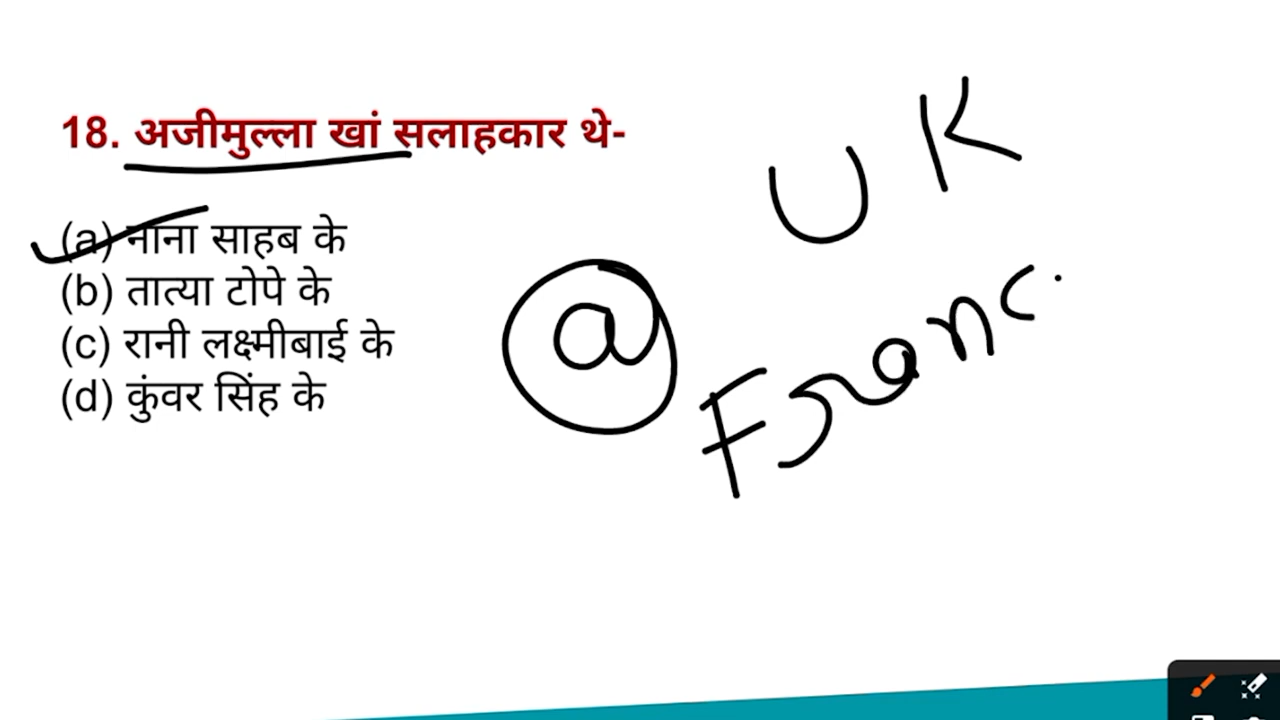 18. अजीमुल्ला खां सलाहकार थे-
(a) नाना साहब के
(b) तात्या टोपे के
(c) रानी लक्ष्मीबाई के
(d) कुंवर सिंह के
UK
a
Franc.